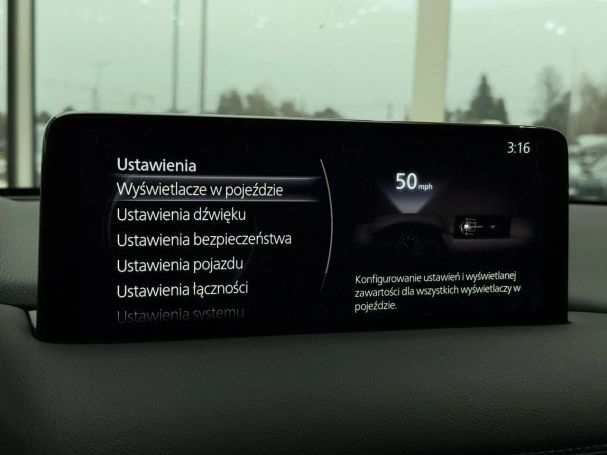 3:16
Ustawienia
Wyświetlacze w pojeździe
Ustawienia dźwięku
Ustawienia bezpieczeństwa
Ustawienia pojazdu
Ustawienia łączności
Ustawienia systemu
50 mph
Konfigurowanie ustawień i wyświetlanej
zawartości dla wszystkich wyświetlaczy w
pojeździe.